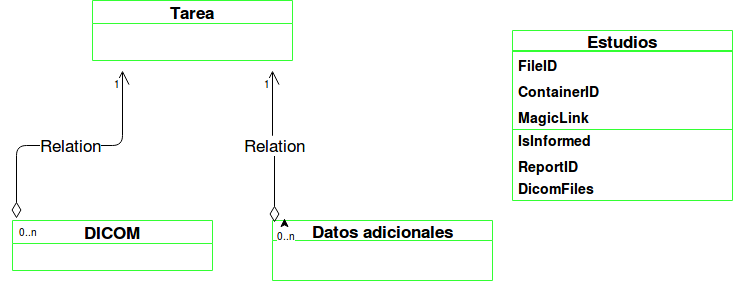 Tarea
1
1
Relation
Relation
0..n
DICOM
0..n
Datos adicionales
Estudios
FileID
ContainerID
MagicLink
IsInformed
ReportID
DicomFiles